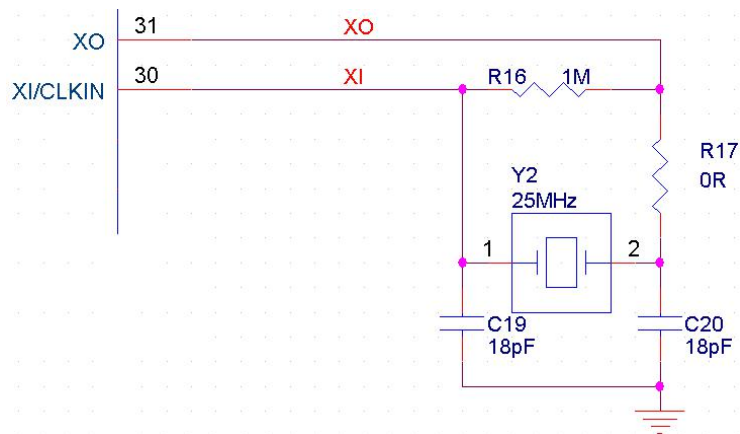 XO 31 XO
XI/CLKIN 30 XI R16 1M
R17
0R
Y2
25MHz
1 2
C19 C20
18pF 18pF